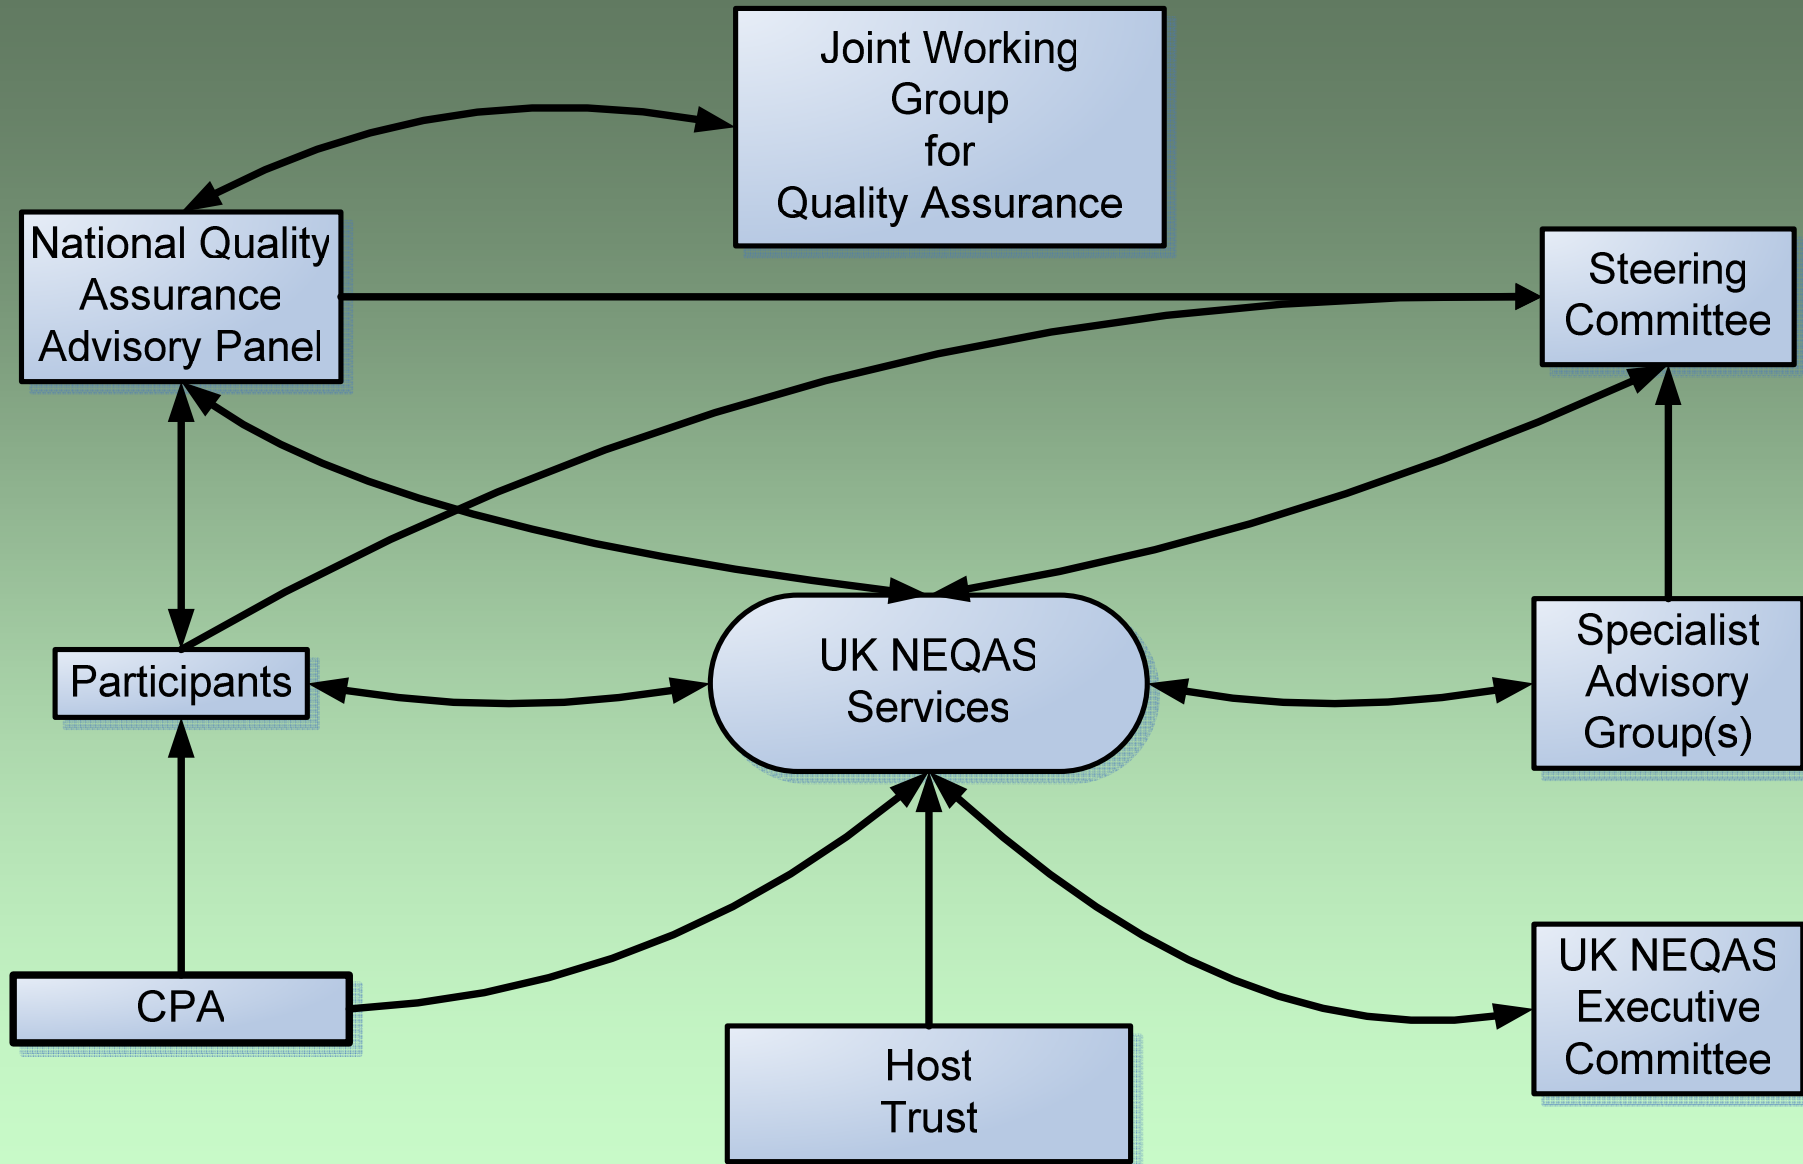 Joint Working
Group
for
Quality Assurance
National Quality
Assurance
Advisory Panel
Steering
Committee
Participants
UK NEQAS
Services
Specialist
Advisory
Group(s)
CPA
Host
Trust
UK NEQAS
Executive
Committee